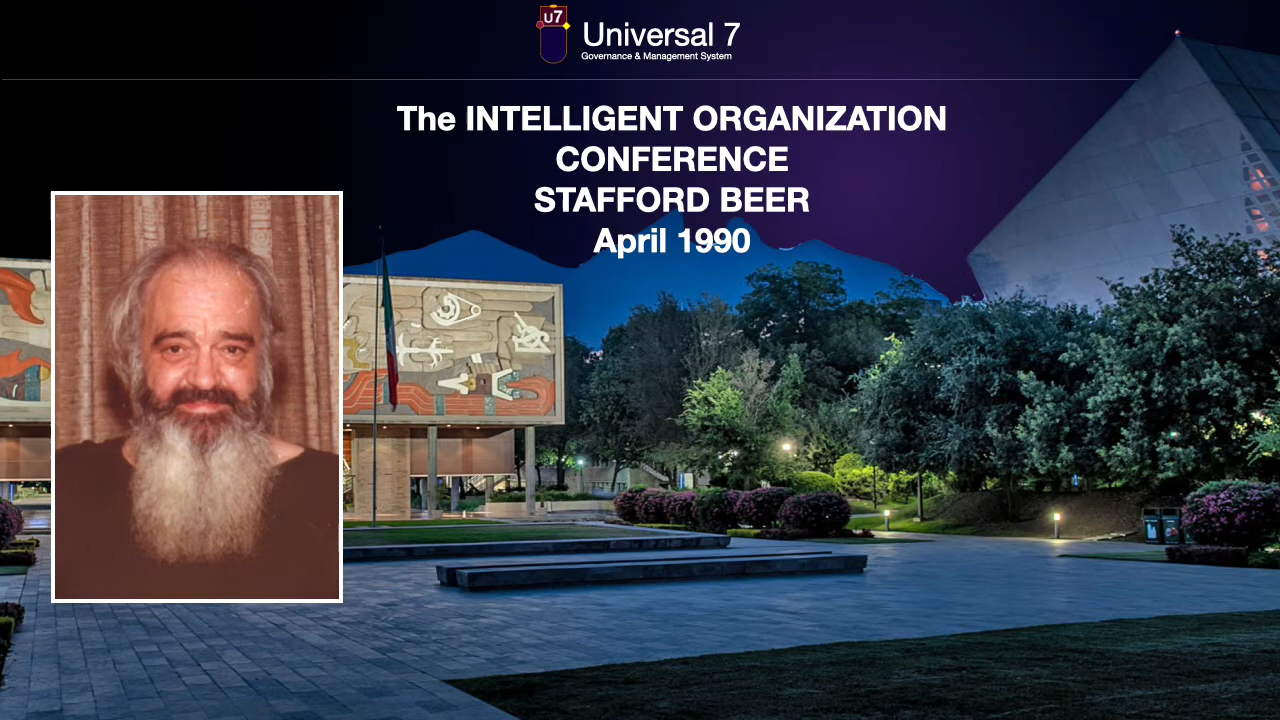 U7
Universal 7
Governance & Management System
The INTELLIGENT ORGANIZATION
CONFERENCE
STAFFORD BEER
April 1990